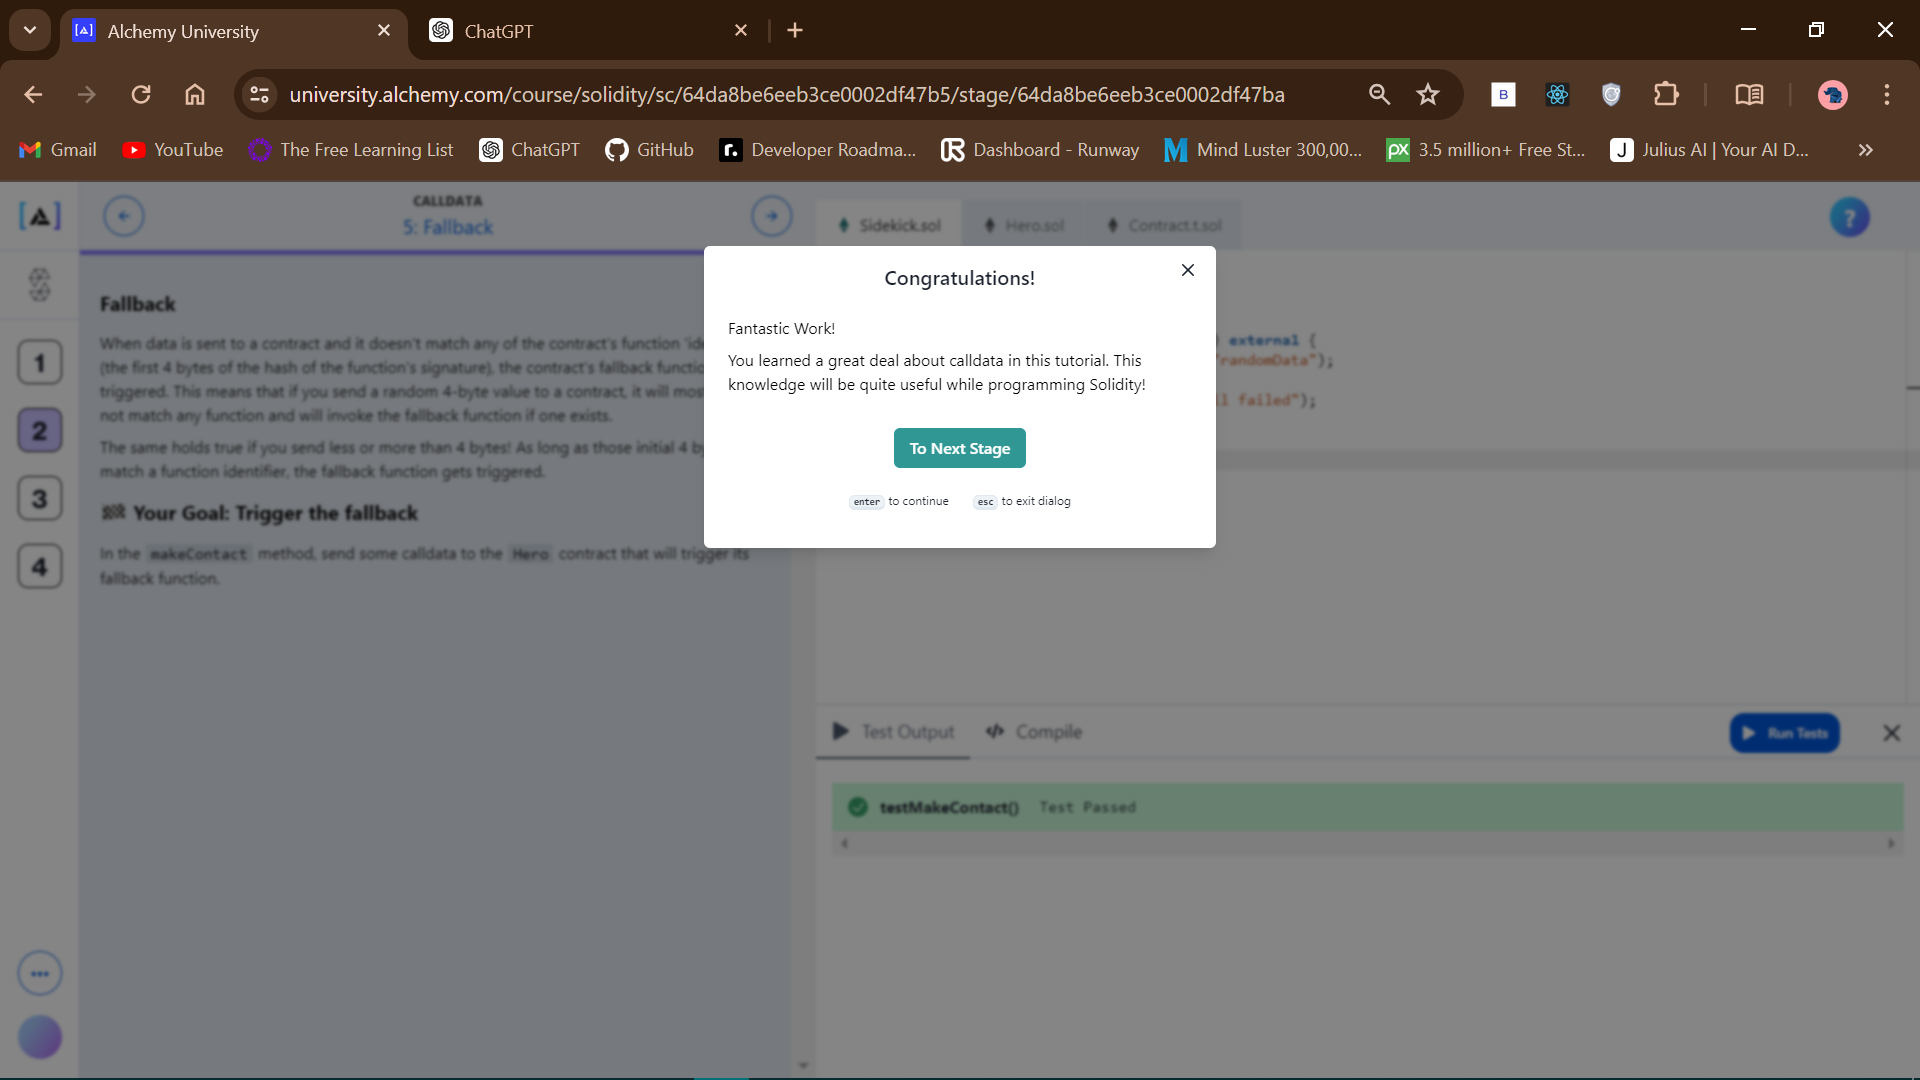 Alchemy University
ChatGPT
university.alchemy.com/course/solidity/sc/64da8be6eeb3ce0002df47b5/stage/64da8be6eeb3ce0002df47ba
B
Gmail
YouTube
The Free Learning List
ChatGPT
GitHub
r.
Developer Roadma...
Dashboard - Runway
Mind Luster 300,00...
px
3.5 million+ Free St...
J
Julius AI | Your AI D...
CALLDATA
5: Fallback
Sidekick.sol
Hero.sol
Contract.t.sol
?
1
2
3
4
Fallback
When data is sent to a contract and it doesn't match any of the contract's function 'ide
(the first 4 bytes of the hash of the function's signature), the contract's fallback functio
triggered. This means that if you send a random 4-byte value to a contract, it will mos
not match any function and will invoke the fallback function if one exists.
The same holds true if you send less or more than 4 bytes! As long as those initial 4 by
match a function identifier, the fallback function gets triggered.
Your Goal: Trigger the fallback
In the makeContact method, send some calldata to the Hero contract that will trigger its
fallback function.
) external {
"randomData");
ll failed");
Congratulations!
Fantastic Work!
You learned a great deal about calldata in this tutorial. This
knowledge will be quite useful while programming Solidity!
To Next Stage
enter to continue
esc to exit dialog
Test Output
Compile
Run Tests
testMakeContact() Test Passed